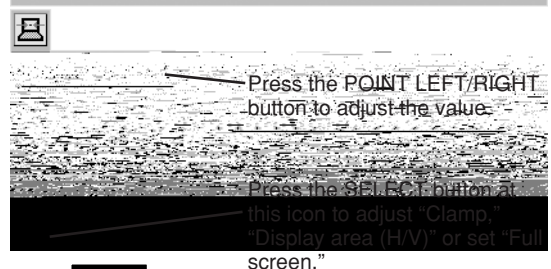 Press the POINT LEFT/RIGHT
button to adjust the value.
Press the SELECT button at
this icon to adjust “Clamp,”
“Display area (H/V)” or set “Full
screen.”